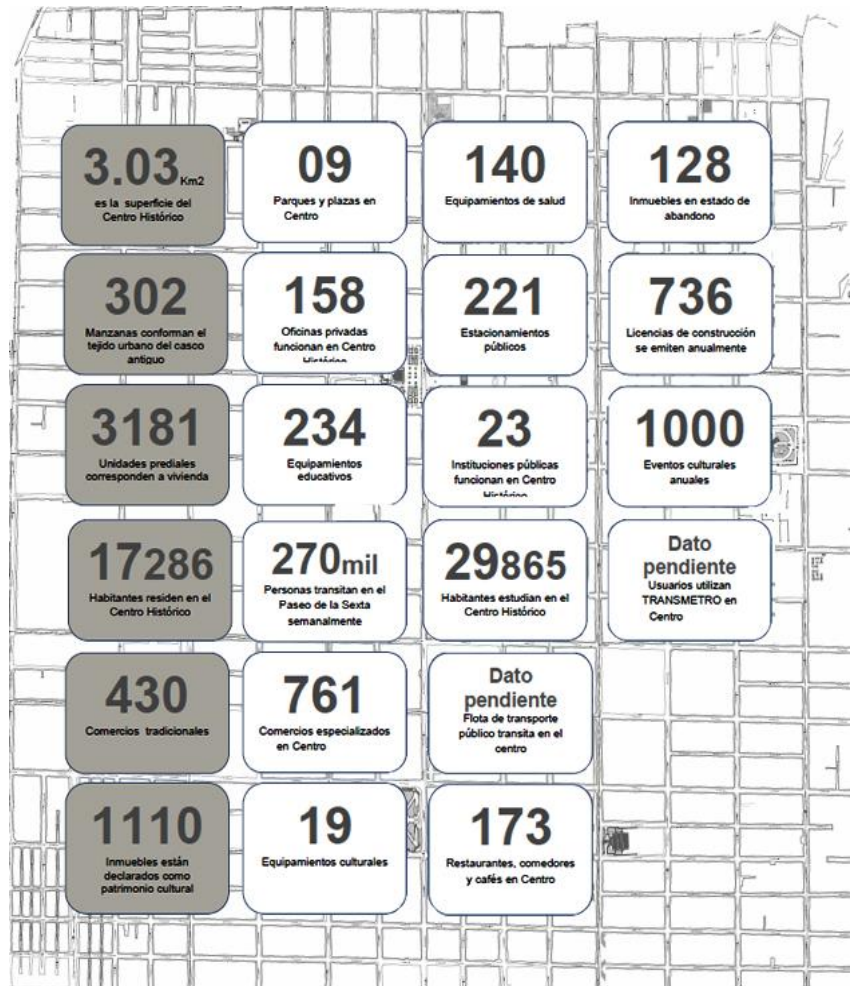 3.03 Km2
es la superficie del
Centro Histórico
09
Parques y plazas en
Centro
140
Equipamientos de salud
128
Inmuebles en estado de
abandono
302
Manzanas conforman el
tejido urbano del casco
antiguo
158
Oficinas privadas
funcionan en Centro
Histórico
221
Estacionamientos
públicos
736
Licencias de construcción
se emiten anualmente
3181
Unidades prediales
corresponden a vivienda
234
Equipamientos
educativos
23
Instituciones públicas
funcionan en Centro
Histórico
1000
Eventos culturales
anuales
17286
Habitantes residen en el
Centro Histórico
270mil
Personas transitan en el
Paseo de la Sexta
semanalmente
29865
Habitantes estudian en el
Centro Histórico
Dato
pendiente
Usuarios utilizan
TRANSMETRO en
Centro
430
Comercios tradicionales
761
Comercios especializados
en Centro
Dato
pendiente
Flota de transporte
público transita en el
centro
1110
Inmuebles están
declarados como
patrimonio cultural
19
Equipamientos culturales
173
Restaurantes, comedores
y cafés en Centro